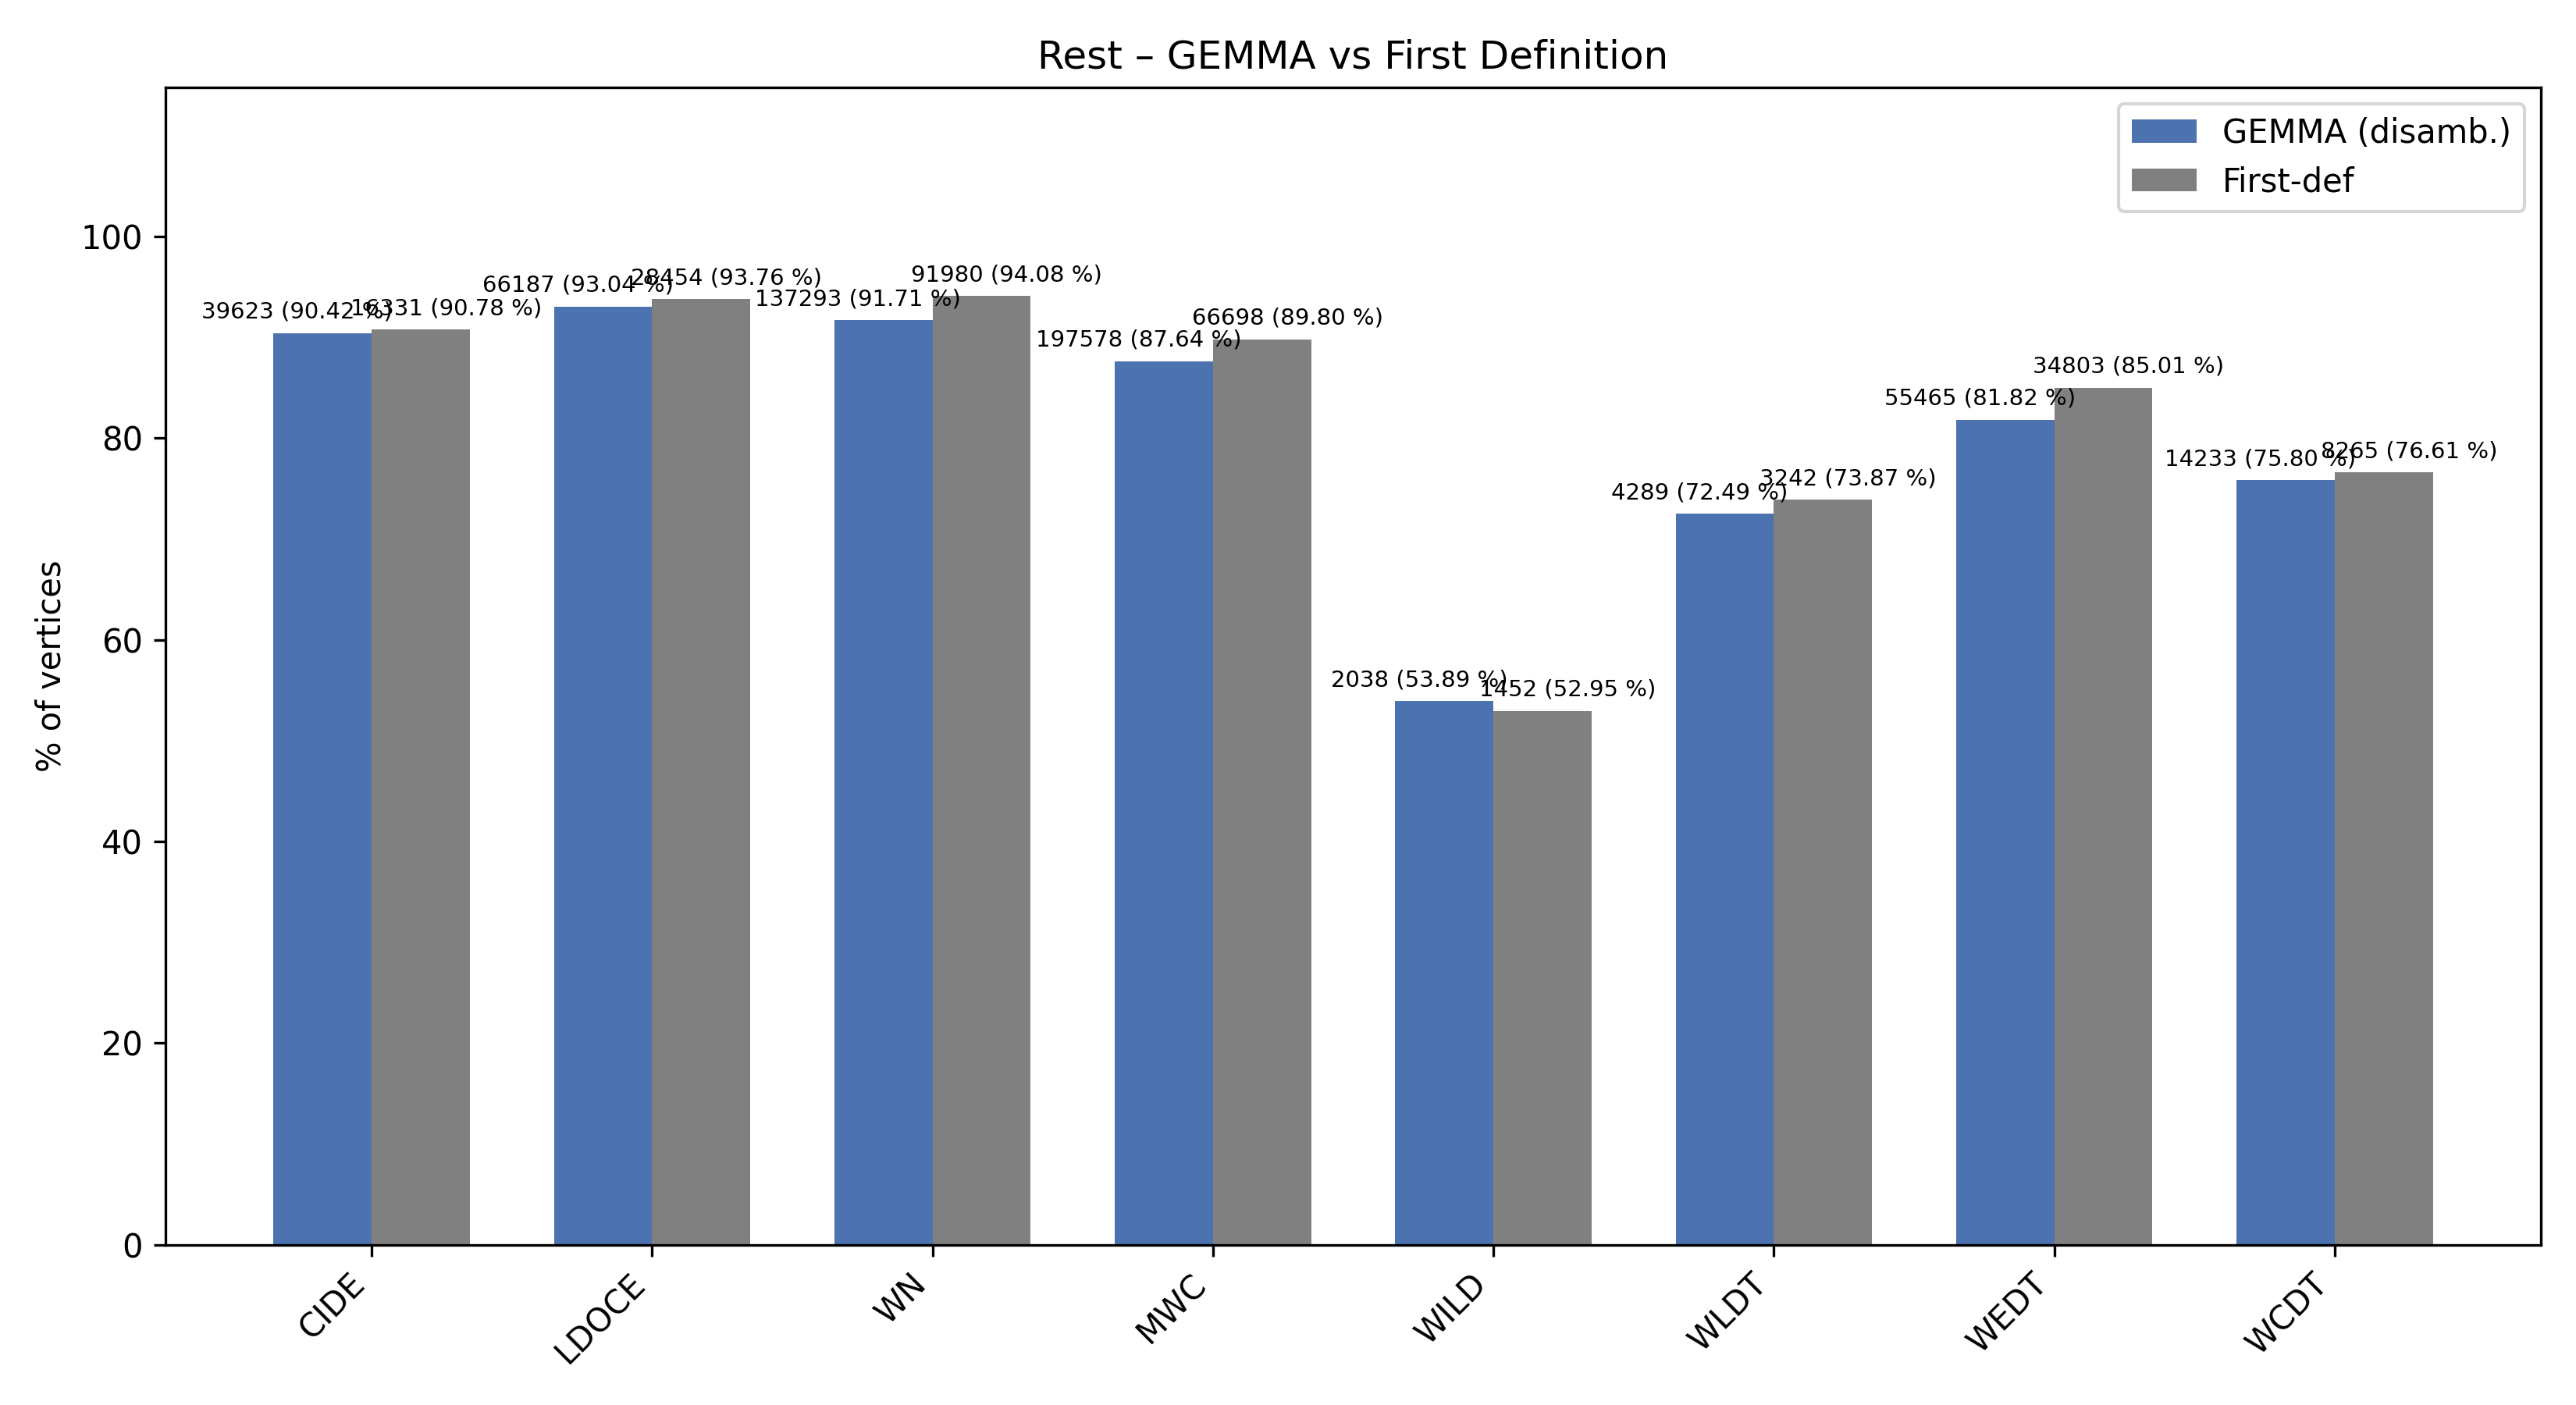 Rest – GEMMA vs First Definition
GEMMA (disamb.)
First-def
% of vertices
100
80
60
40
20
0
39623 (90.42 %)
16331 (90.78 %)
66187 (93.04 %)
28454 (93.76 %)
137293 (91.71 %)
91980 (94.08 %)
197578 (87.64 %)
66698 (89.80 %)
2038 (53.89 %)
1452 (52.95 %)
4289 (72.49 %)
3242 (73.87 %)
55465 (81.82 %)
34803 (85.01 %)
14233 (75.80 %)
8265 (76.61 %)
CIDE
LDOCE
WN
MWC
WILD
WLDT
WEDT
WCDT